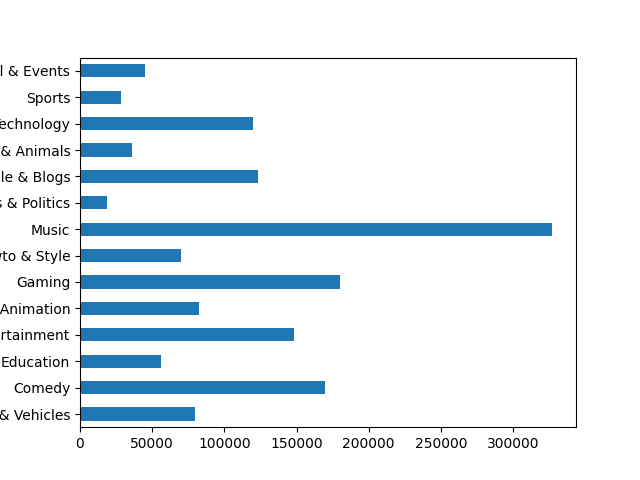 l & Events
Sports
echnology
& Animals
le & Blogs
s & Politics
Music
to & Style
Gaming
Animation
rtainment
Education
Comedy
& Vehicles
0 50000 100000 150000 200000 250000 300000